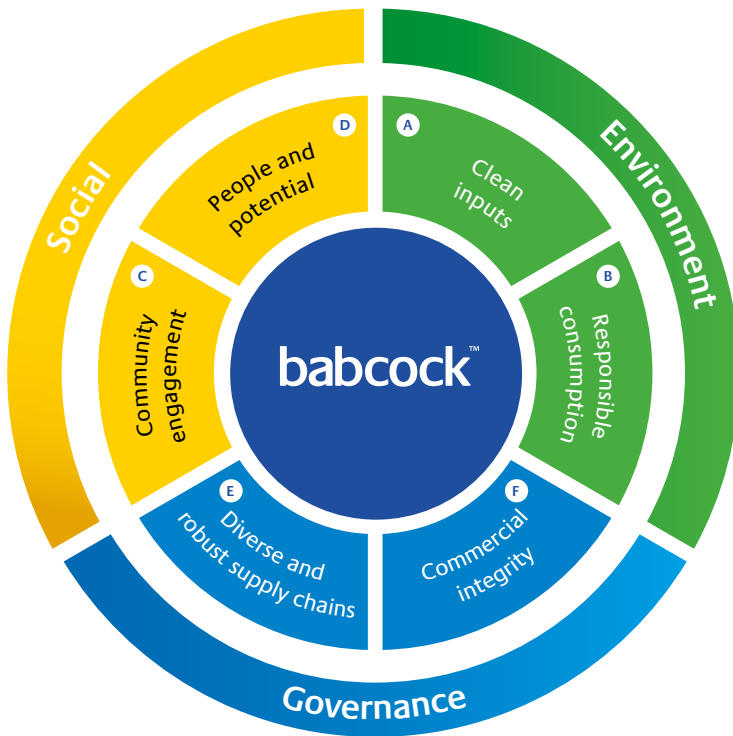 Social
Environment
D
People and
potential
A
Clean
inputs
C
Community
engagement
B
Responsible
consumption
babcock™
E
Diverse and
robust supply chains
F
Commercial
integrity
Governance